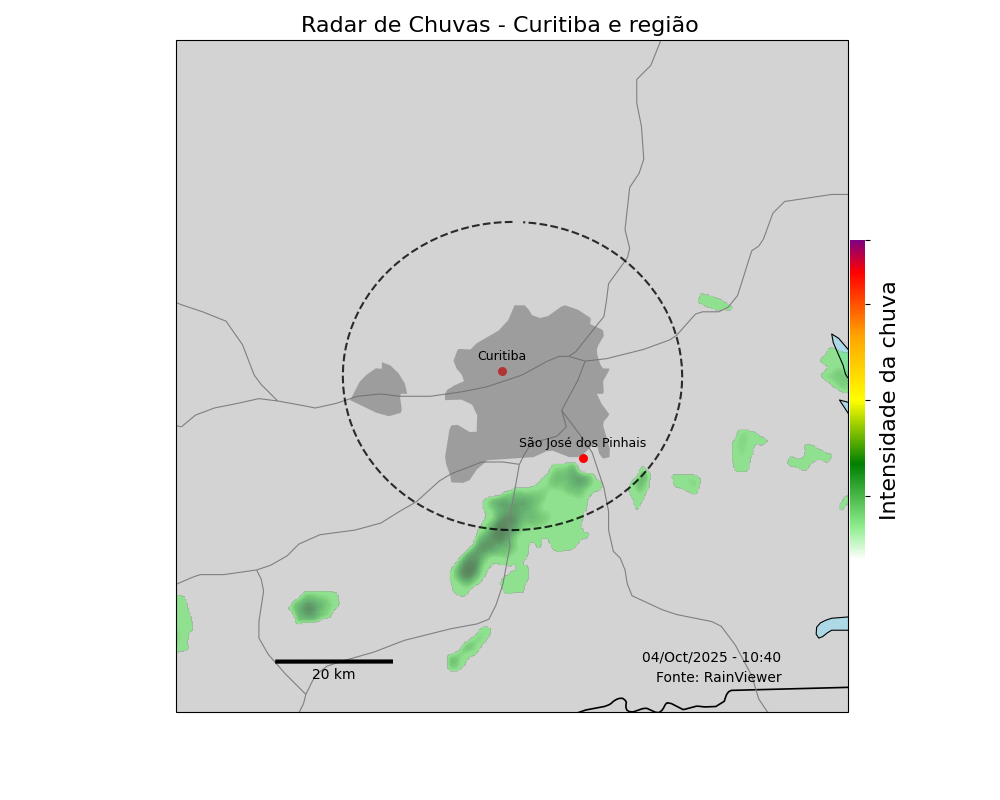 Radar de Chuvas - Curitiba e região
Curitiba
São José dos Pinhais
Intensidade da chuva
04/Oct/2025 - 10:40
Fonte: RainViewer
20 km